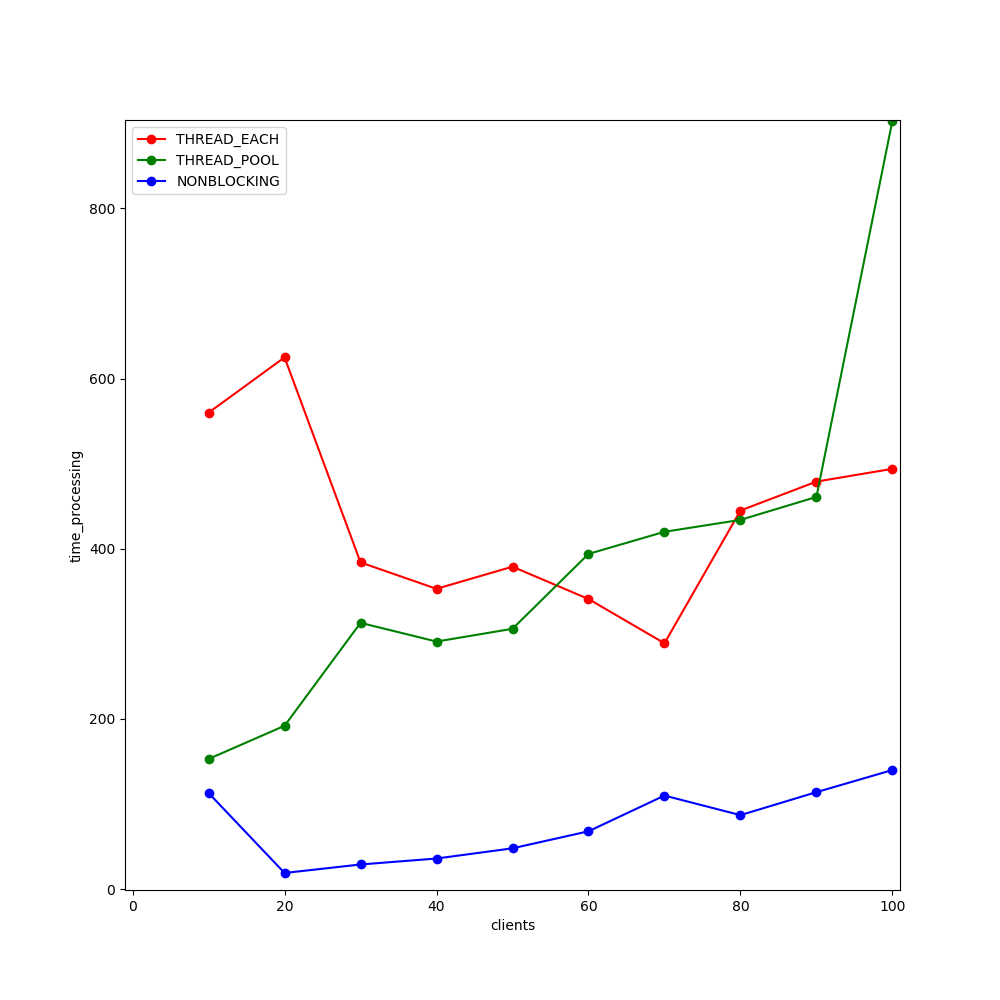 THREAD_EACH
THREAD_POOL
NONBLOCKING
800
600
400
200
0
time_processing
0 20 40 60 80 100
clients